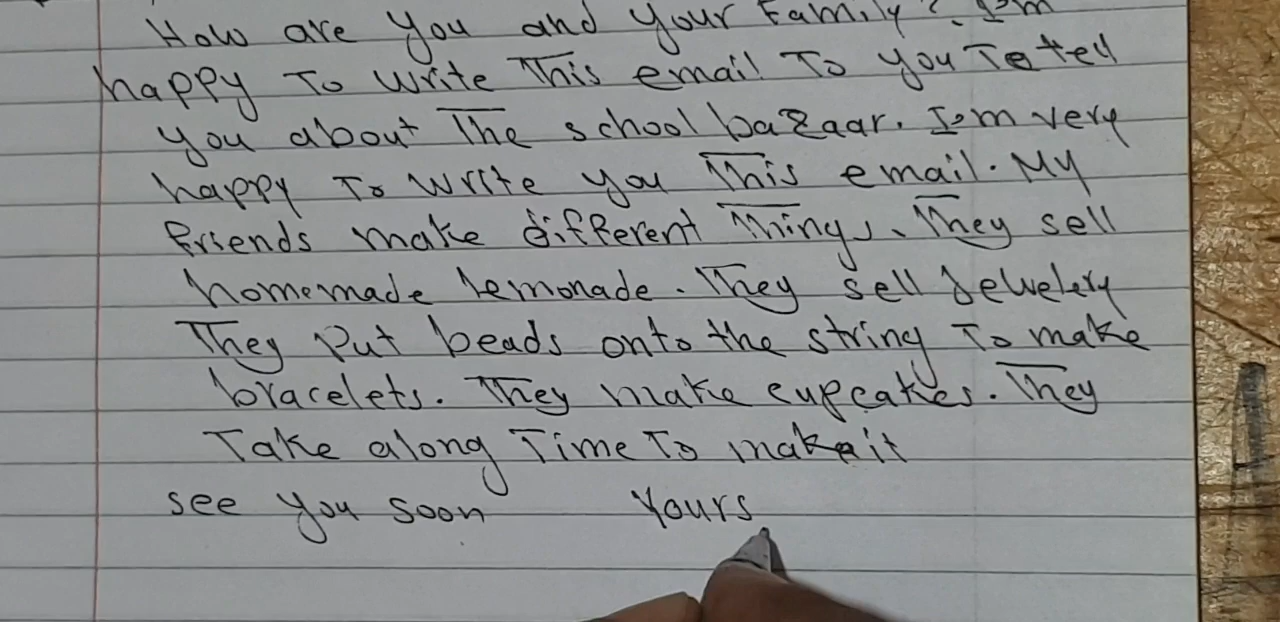 How are you and your Family? I'm
happy To write This email To you To tell
you about The school bazaar. I'm very
happy To write you This email. My
friends make different Things. They sell
homemade lemonade. They sell Jewelery
They Put beads onto the string To make
bracelets. They make cupcakes. They
Take along Time To make it
see you soon Yours